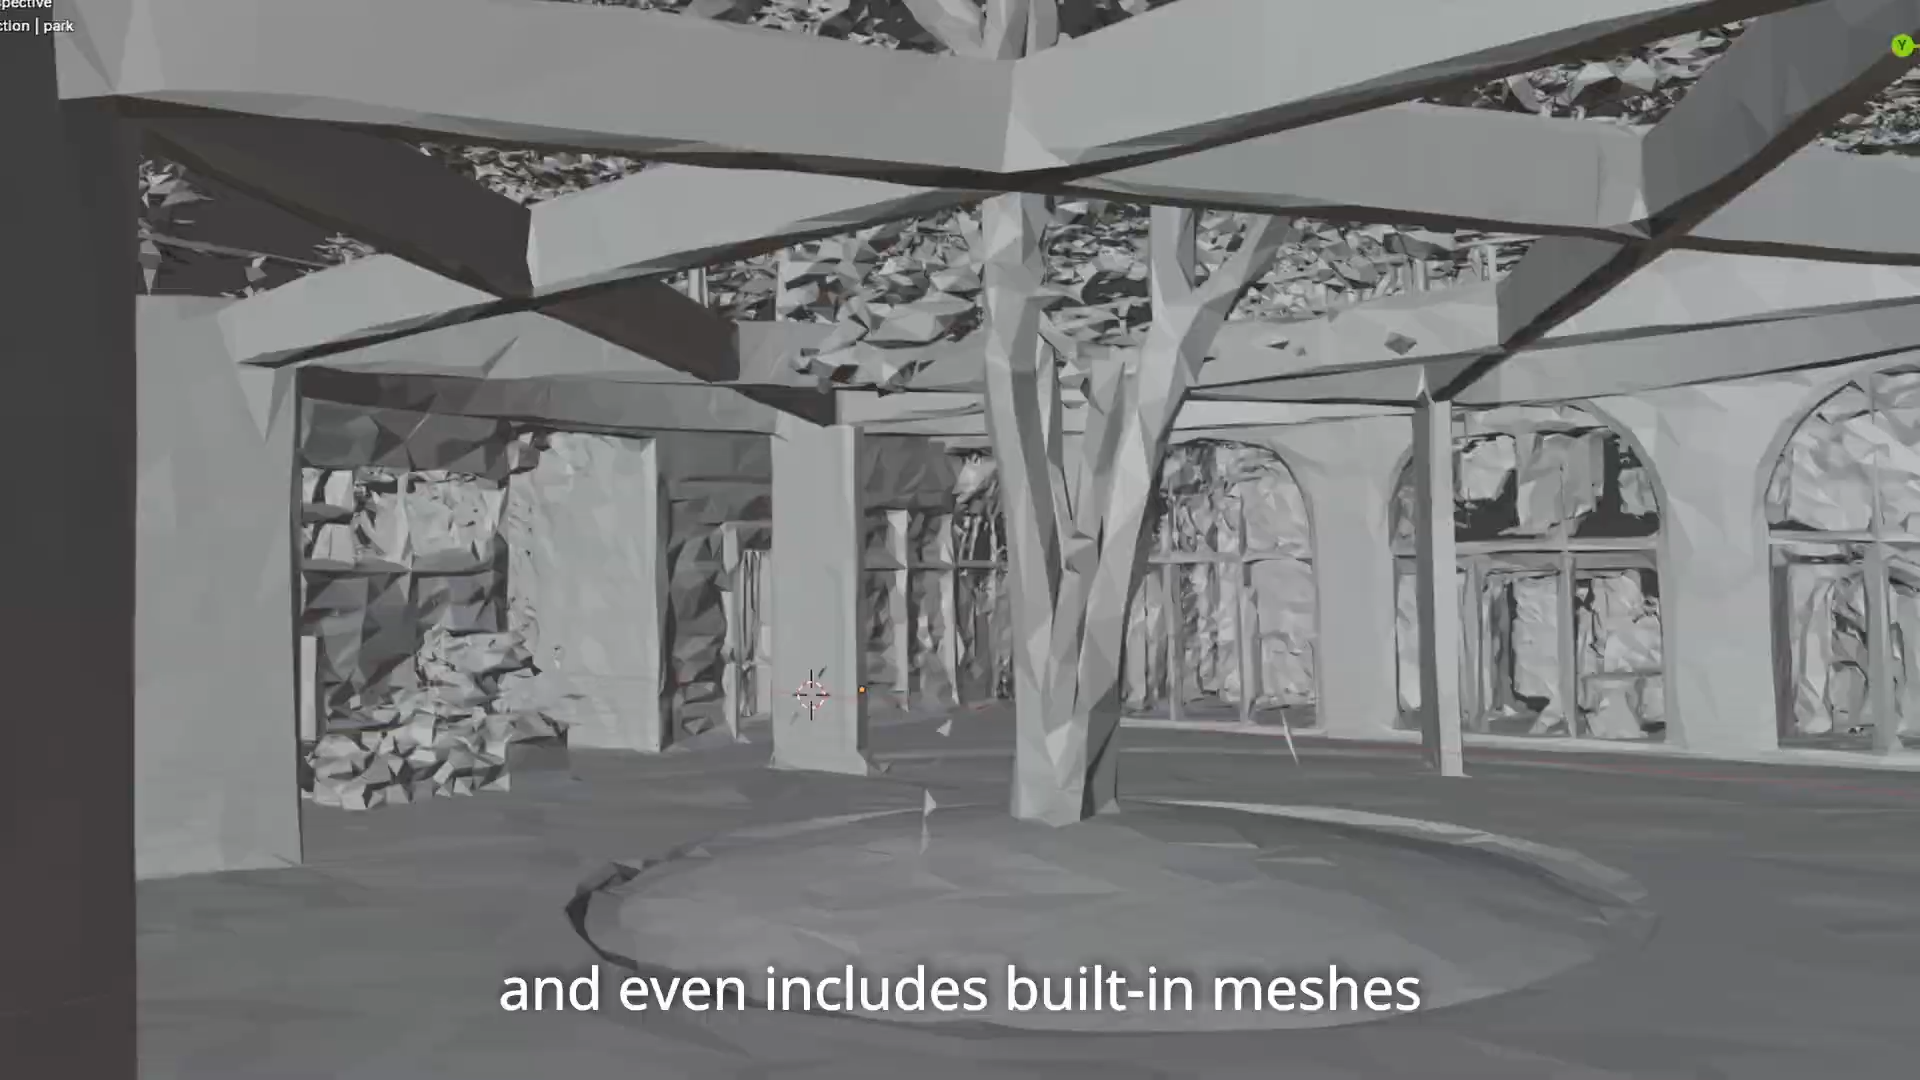 spective
ction | park
Y
and even includes built-in meshes